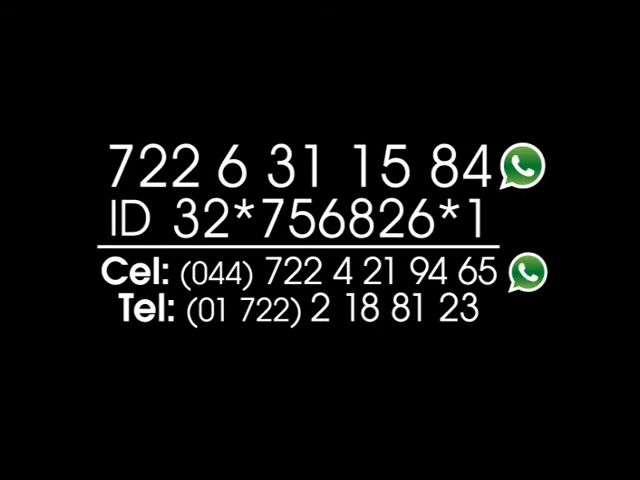 722 6 31 15 84
ID 32*756826*1
Cel: (044) 722 4 21 94 65
Tel: (01 722) 2 18 81 23